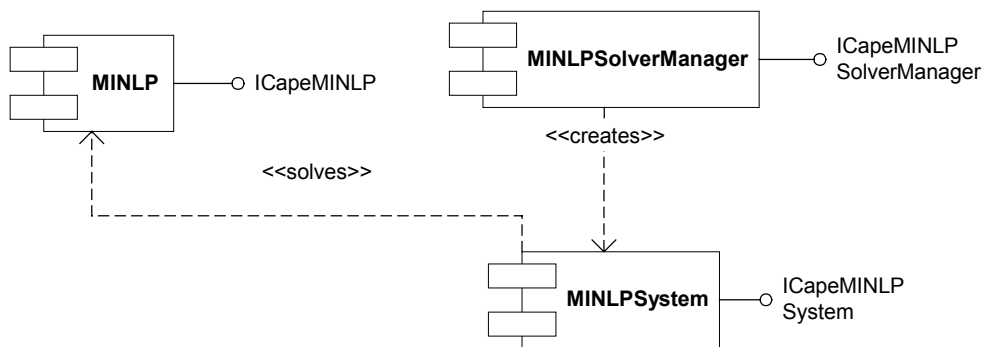 MINLP
ICapeMINLP
MINLPSolverManager
ICapeMINLP
SolverManager
<<creates>>
<<solves>>
MINLPSystem
ICapeMINLP
System